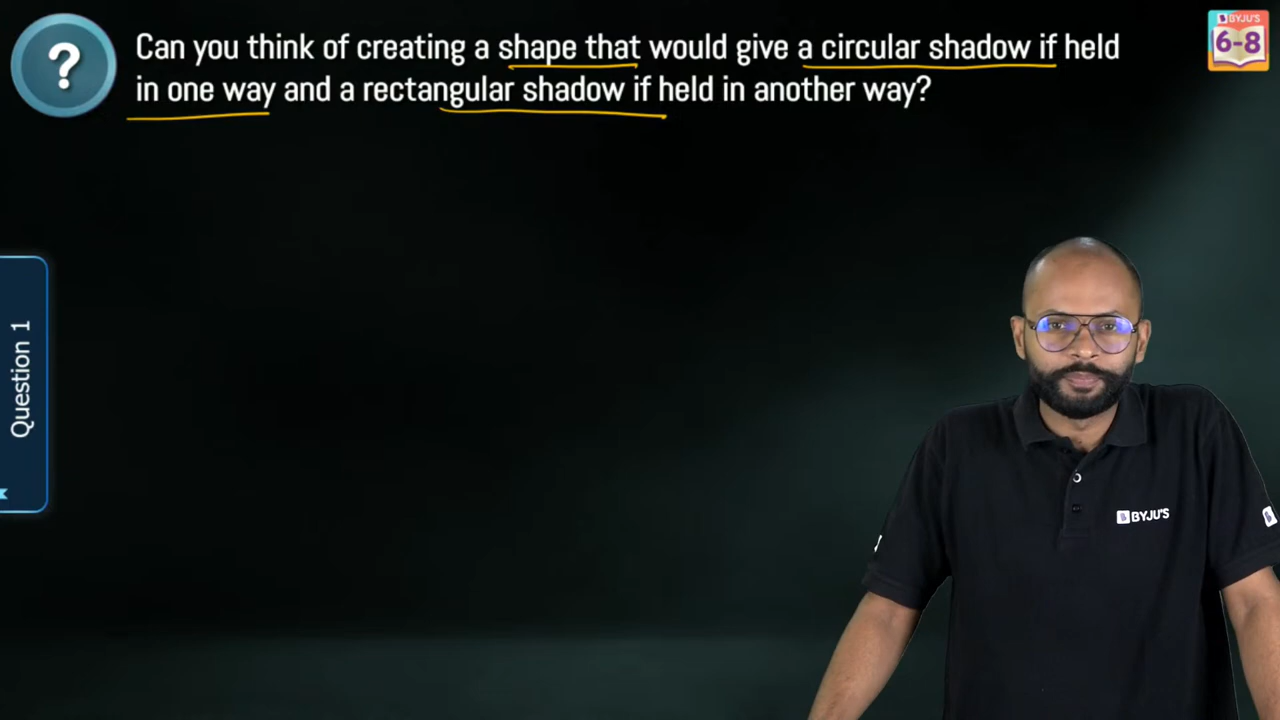 ?
Can you think of creating a shape that would give a circular shadow if held
in one way and a rectangular shadow if held in another way?
BYJU'S
6-8
Question 1
BYJU'S